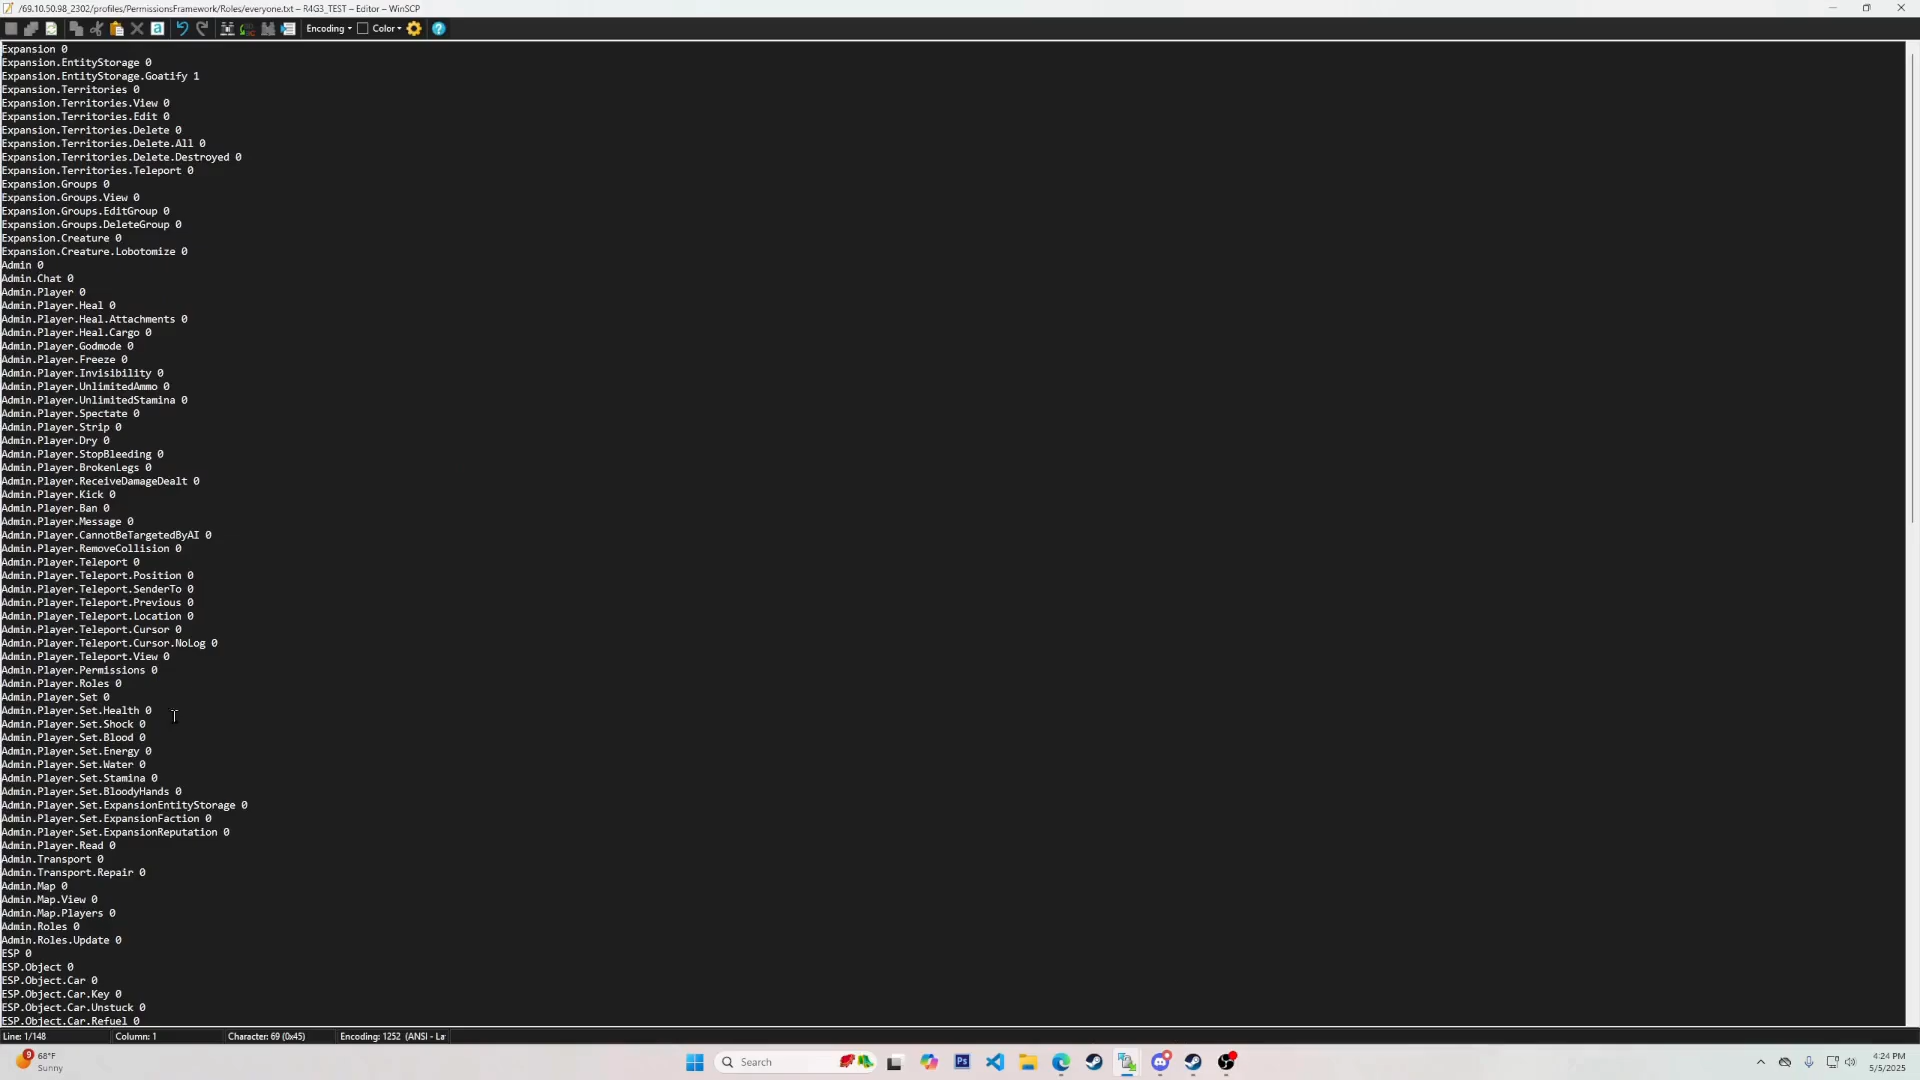 /69.10.50.98_2302/profiles/PermissionsFramework/Roles/everyone.txt – R4G3_TEST – Editor – WinSCP
Encoding Color
Expansion 0
Expansion.EntityStorage 0
Expansion.EntityStorage.Goatify 1
Expansion.Territories 0
Expansion.Territories.View 0
Expansion.Territories.Edit 0
Expansion.Territories.Delete 0
Expansion.Territories.Delete.All 0
Expansion.Territories.Delete.Destroyed 0
Expansion.Territories.Teleport 0
Expansion.Groups 0
Expansion.Groups.View 0
Expansion.Groups.EditGroup 0
Expansion.Groups.DeleteGroup 0
Expansion.Creature 0
Expansion.Creature.Lobotomize 0
Admin 0
Admin.Chat 0
Admin.Player 0
Admin.Player.Heal 0
Admin.Player.Heal.Attachments 0
Admin.Player.Heal.Cargo 0
Admin.Player.Godmode 0
Admin.Player.Freeze 0
Admin.Player.Invisibility 0
Admin.Player.UnlimitedAmmo 0
Admin.Player.UnlimitedStamina 0
Admin.Player.Spectate 0
Admin.Player.Strip 0
Admin.Player.Dry 0
Admin.Player.StopBleeding 0
Admin.Player.BrokenLegs 0
Admin.Player.ReceiveDamageDealt 0
Admin.Player.Kick 0
Admin.Player.Ban 0
Admin.Player.Message 0
Admin.Player.CannotBeTargetedByAI 0
Admin.Player.RemoveCollision 0
Admin.Player.Teleport 0
Admin.Player.Teleport.Position 0
Admin.Player.Teleport.SenderTo 0
Admin.Player.Teleport.Previous 0
Admin.Player.Teleport.Location 0
Admin.Player.Teleport.Cursor 0
Admin.Player.Teleport.Cursor.NoLog 0
Admin.Player.Teleport.View 0
Admin.Player.Permissions 0
Admin.Player.Roles 0
Admin.Player.Set 0
Admin.Player.Set.Health 0
Admin.Player.Set.Shock 0
Admin.Player.Set.Blood 0
Admin.Player.Set.Energy 0
Admin.Player.Set.Water 0
Admin.Player.Set.Stamina 0
Admin.Player.Set.BloodyHands 0
Admin.Player.Set.ExpansionEntityStorage 0
Admin.Player.Set.ExpansionFaction 0
Admin.Player.Set.ExpansionReputation 0
Admin.Player.Read 0
Admin.Transport 0
Admin.Transport.Repair 0
Admin.Map 0
Admin.Map.View 0
Admin.Map.Players 0
Admin.Roles 0
Admin.Roles.Update 0
ESP 0
ESP.Object 0
ESP.Object.Car 0
ESP.Object.Car.Key 0
ESP.Object.Car.Unstuck 0
ESP.Object.Car.Refuel 0
Line: 1/148 Column: 1 Character: 69 (0x45) Encoding: 1252 (ANSI - La
9 68°F
Sunny
Search
Ps
4:24 PM
5/5/2025